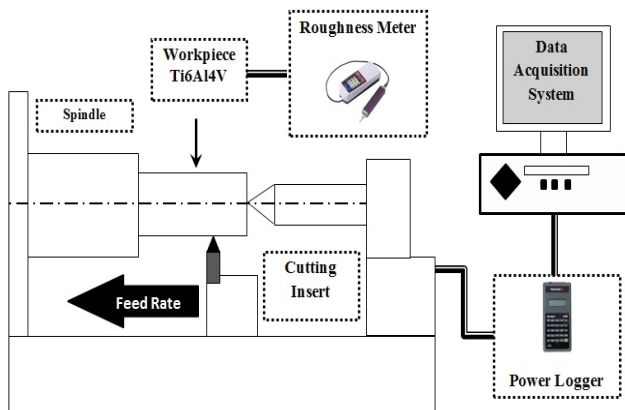 Roughness Meter
Workpiece
Ti6Al4V
Data
Acquisition
System
Spindle
Cutting
Insert
Feed Rate
Power Logger